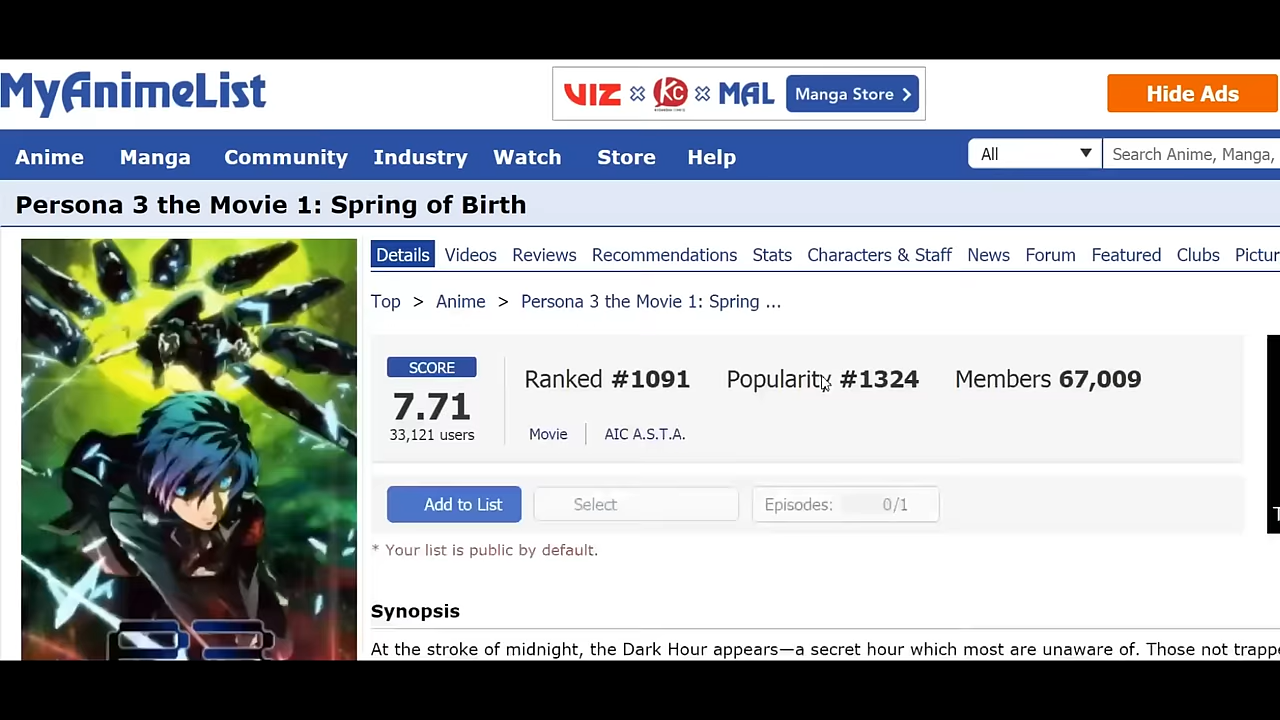 MyAnimeList
VIZ × KC × MAL Manga Store
Hide Ads
Anime Manga Community Industry Watch Store Help
All
Search Anime, Manga,
Persona 3 the Movie 1: Spring of Birth
Details Videos Reviews Recommendations Stats Characters & Staff News Forum Featured Clubs Pictur
Top > Anime > Persona 3 the Movie 1: Spring ...
SCORE
7.71
33,121 users
Ranked #1091 Popularity #1324 Members 67,009
Movie AIC A.S.T.A.
Add to List Select Episodes: 0/1
* Your list is public by default.
Synopsis
At the stroke of midnight, the Dark Hour appears—a secret hour which most are unaware of. Those not trappe